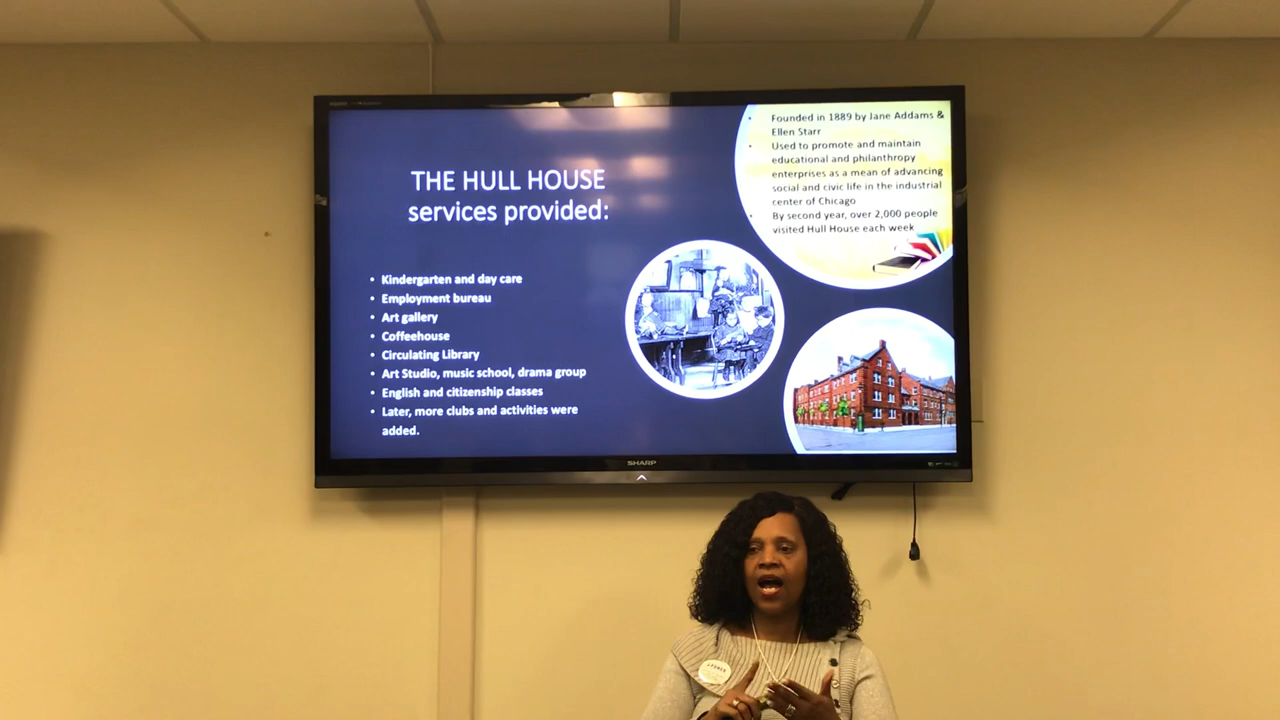 Founded in 1889 by Jane Addams &
Ellen Starr
Used to promote and maintain
educational and philanthropy
enterprises as a mean of advancing
social and civic life in the industrial
center of Chicago
By second year, over 2,000 people
visited Hull House each week
THE HULL HOUSE
services provided:
• Kindergarten and day care
• Employment bureau
• Art gallery
• Coffeehouse
• Circulating Library
• Art Studio, music school, drama group
• English and citizenship classes
• Later, more clubs and activities were
added.
SHARP